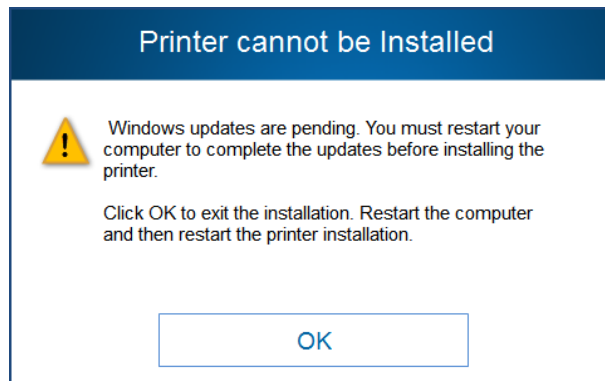 Printer cannot be Installed
Windows updates are pending. You must restart your
computer to complete the updates before installing the
printer.
Click OK to exit the installation. Restart the computer
and then restart the printer installation.
OK